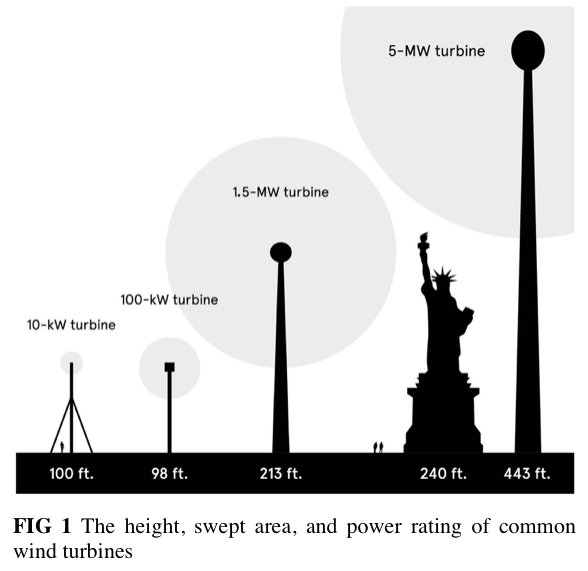 5-MW turbine
1.5-MW turbine
100-kW turbine
10-kW turbine
100 ft.
98 ft.
213 ft.
240 ft.
443 ft.
FIG 1 The height, swept area, and power rating of common
wind turbines